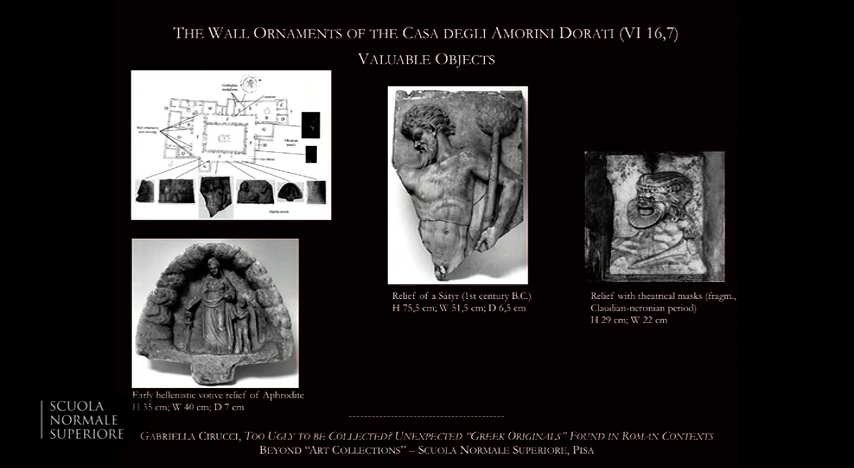 THE WALL ORNAMENTS OF THE CASA DEGLI AMORINI DORATI (VI 16,7)
VALUABLE OBJECTS
Relief of a Satyr (1st century B.C.)
H 75,5 cm; W 51,5 cm; D 6,5 cm
Relief with theatrical masks (fragm.,
Claudian-neronian period)
H 29 cm; W 22 cm
Early hellenistic votive relief of Aphrodite
H 35 cm; W 40 cm; D 7 cm
SCUOLA
NORMALE
SUPERIORE
GABRIELLA CIRUCCI, TOO UGLY TO BE COLLECTED? UNEXPECTED “GREEK ORIGINALS” FOUND IN ROMAN CONTEXTS
BEYOND “ART COLLECTIONS” – SCUOLA NORMALE SUPERIORE, PISA